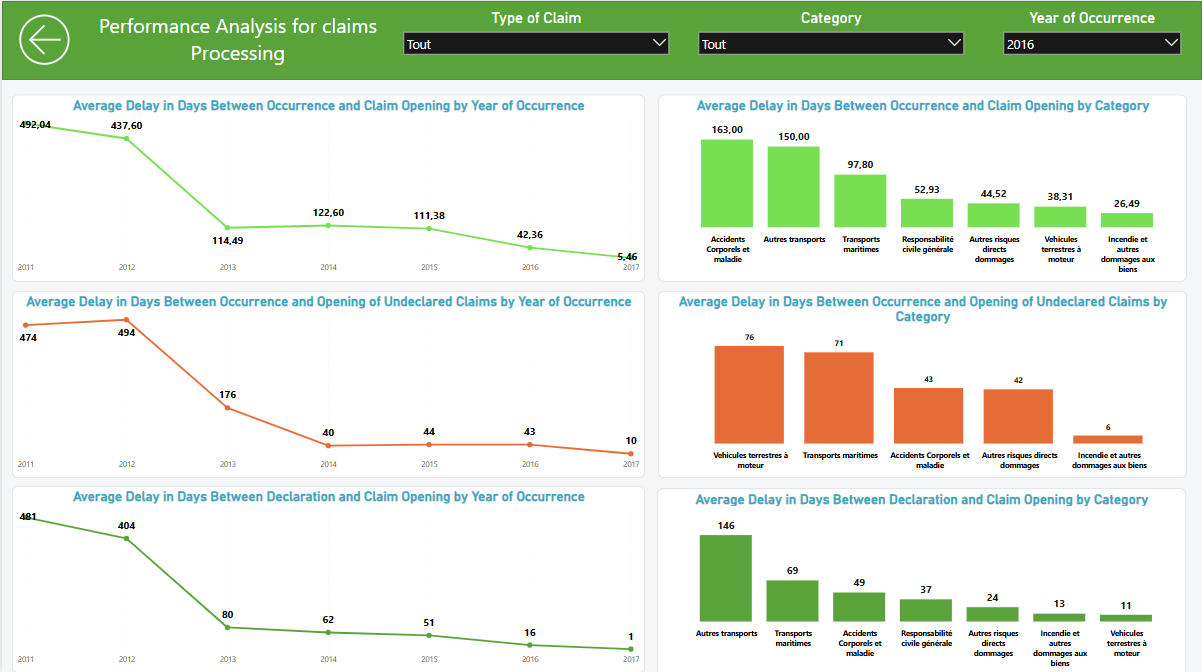 Performance Analysis for claims
Processing
Type of Claim
Tout
Category
Tout
Year of Occurrence
2016
Average Delay in Days Between Occurrence and Claim Opening by Year of Occurrence
492,04
437,60
114,49
122,60
111,38
42,36
5,46
2011 2012 2013 2014 2015 2016 2017
Average Delay in Days Between Occurrence and Claim Opening by Category
163,00
150,00
97,80
52,93
44,52
38,31
26,49
Accidents
Corporels et
maladie
Autres transports
Transports
maritimes
Responsabilité
civile générale
Autres risques
directs
dommages
Vehicules
terrestres à
moteur
Incendie et
autres
dommages aux
biens
Average Delay in Days Between Occurrence and Opening of Undeclared Claims by Year of Occurrence
474
494
176
40
44
43
10
2011 2012 2013 2014 2015 2016 2017
Average Delay in Days Between Occurrence and Opening of Undeclared Claims by
Category
76
71
43
42
6
Vehicules terrestres à
moteur
Transports maritimes
Accidents Corporels et
maladie
Autres risques directs
dommages
Incendie et autres
dommages aux biens
Average Delay in Days Between Declaration and Claim Opening by Year of Occurrence
481
404
80
62
51
16
1
2011 2012 2013 2014 2015 2016 2017
Average Delay in Days Between Declaration and Claim Opening by Category
146
69
49
37
24
13
11
Autres transports
Transports
maritimes
Accidents
Corporels et
maladie
Responsabilité
civile générale
Autres risques
directs
dommages
Incendie et
autres
dommages aux
biens
Vehicules
terrestres à
moteur